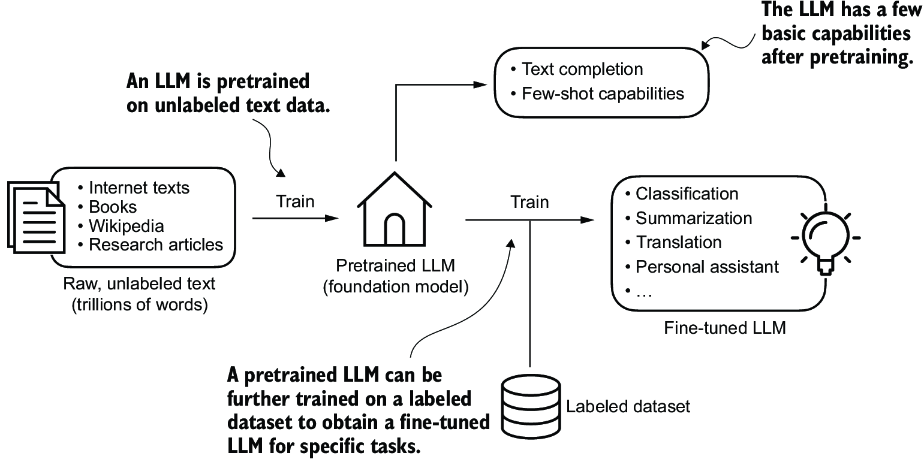 The LLM has a few
basic capabilities
after pretraining.
• Text completion
• Few-shot capabilities
An LLM is pretrained
on unlabeled text data.
• Internet texts
• Books
• Wikipedia
• Research articles
Raw, unlabeled text
(trillions of words)
Train
Pretrained LLM
(foundation model)
Train
• Classification
• Summarization
• Translation
• Personal assistant
• ...
Fine-tuned LLM
A pretrained LLM can be
further trained on a labeled
dataset to obtain a fine-tuned
LLM for specific tasks.
Labeled dataset